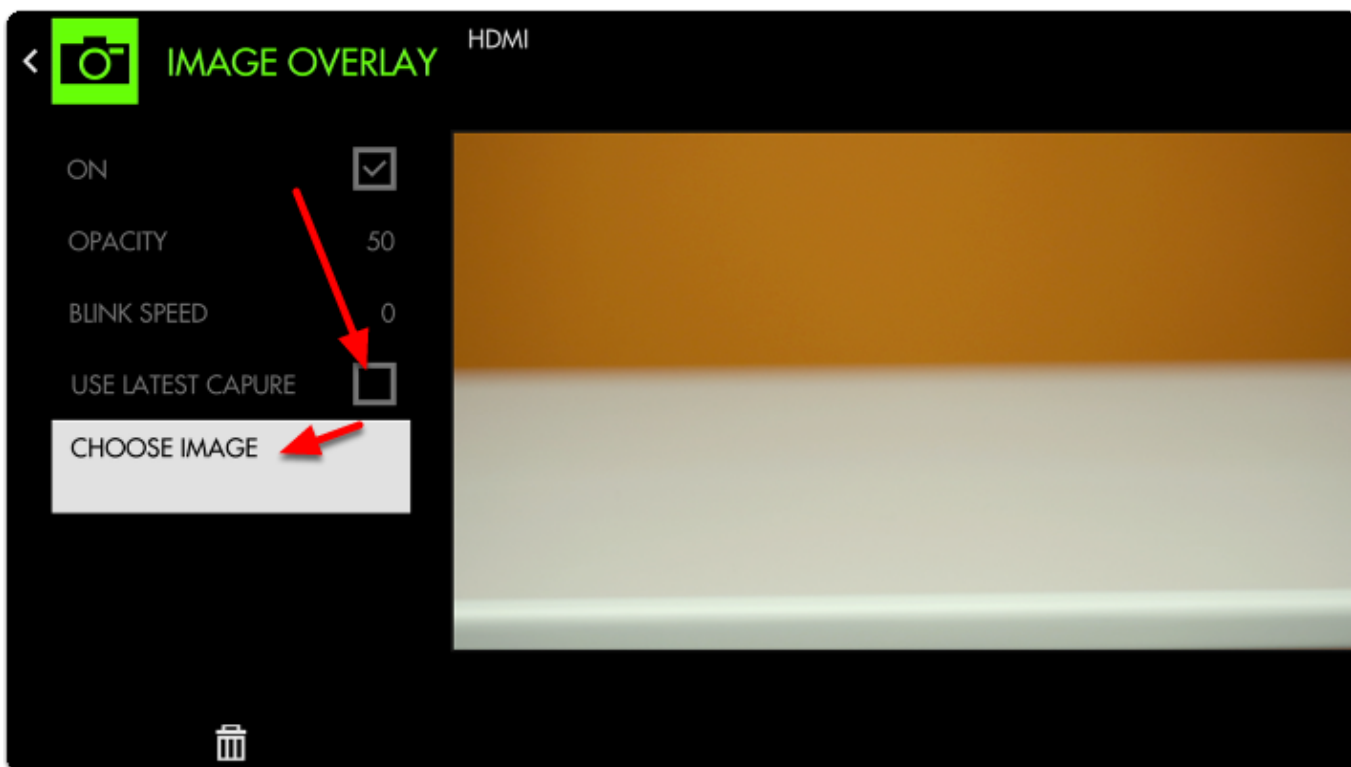 IMAGE OVERLAY
HDMI
ON
OPACITY 50
BLINK SPEED 0
USE LATEST CAPURE
CHOOSE IMAGE